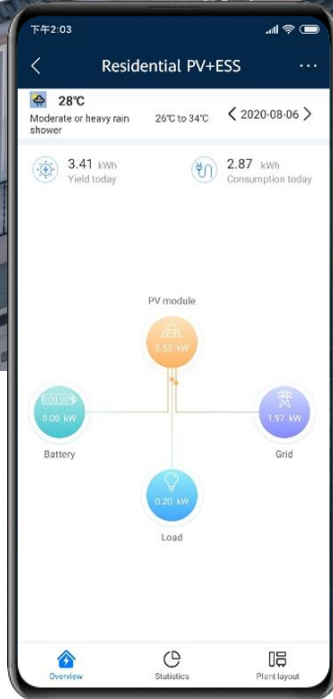 下午2:03
Residential PV+ESS
28℃
Moderate or heavy rain shower
26℃ to 34℃
2020-08-06
3.41 kWh
Yield today
2.87 kWh
Consumption today
PV module
2.53 kW
0.00 kW
Battery
1.97 kW
Grid
0.20 kW
Load
Overview
Statistics
Plant layout